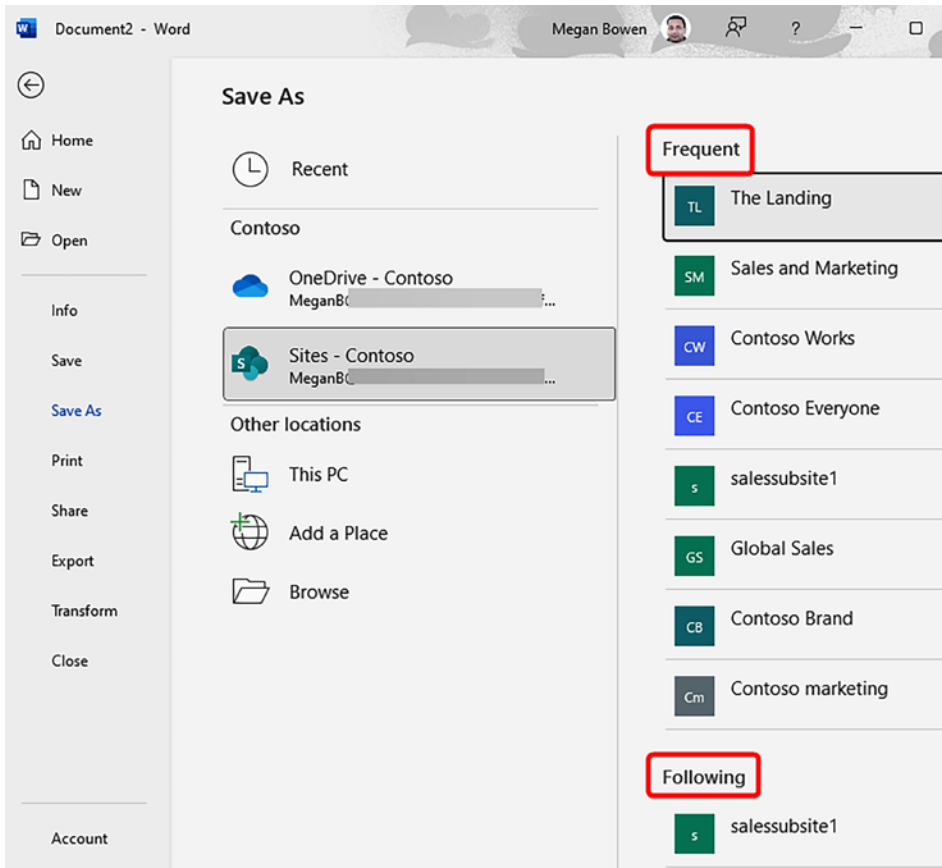 W Document2 - Word
Megan Bowen
?
Save As
Home
New
Open
Info
Save
Save As
Print
Share
Export
Transform
Close
Account
Recent
Contoso
OneDrive - Contoso
MeganB
...
S Sites - Contoso
MeganB
...
Other locations
This PC
Add a Place
Browse
Frequent
TL The Landing
SM Sales and Marketing
CW Contoso Works
CE Contoso Everyone
s salessubsite1
GS Global Sales
CB Contoso Brand
Cm Contoso marketing
Following
s salessubsite1